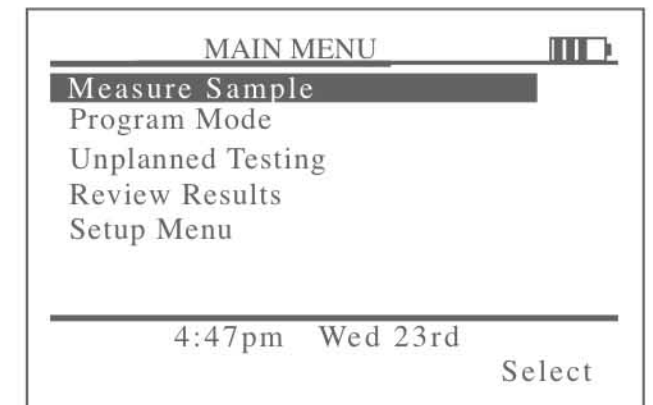 MAIN MENU
Measure Sample
Program Mode
Unplanned Testing
Review Results
Setup Menu
4:47pm Wed 23rd
Select